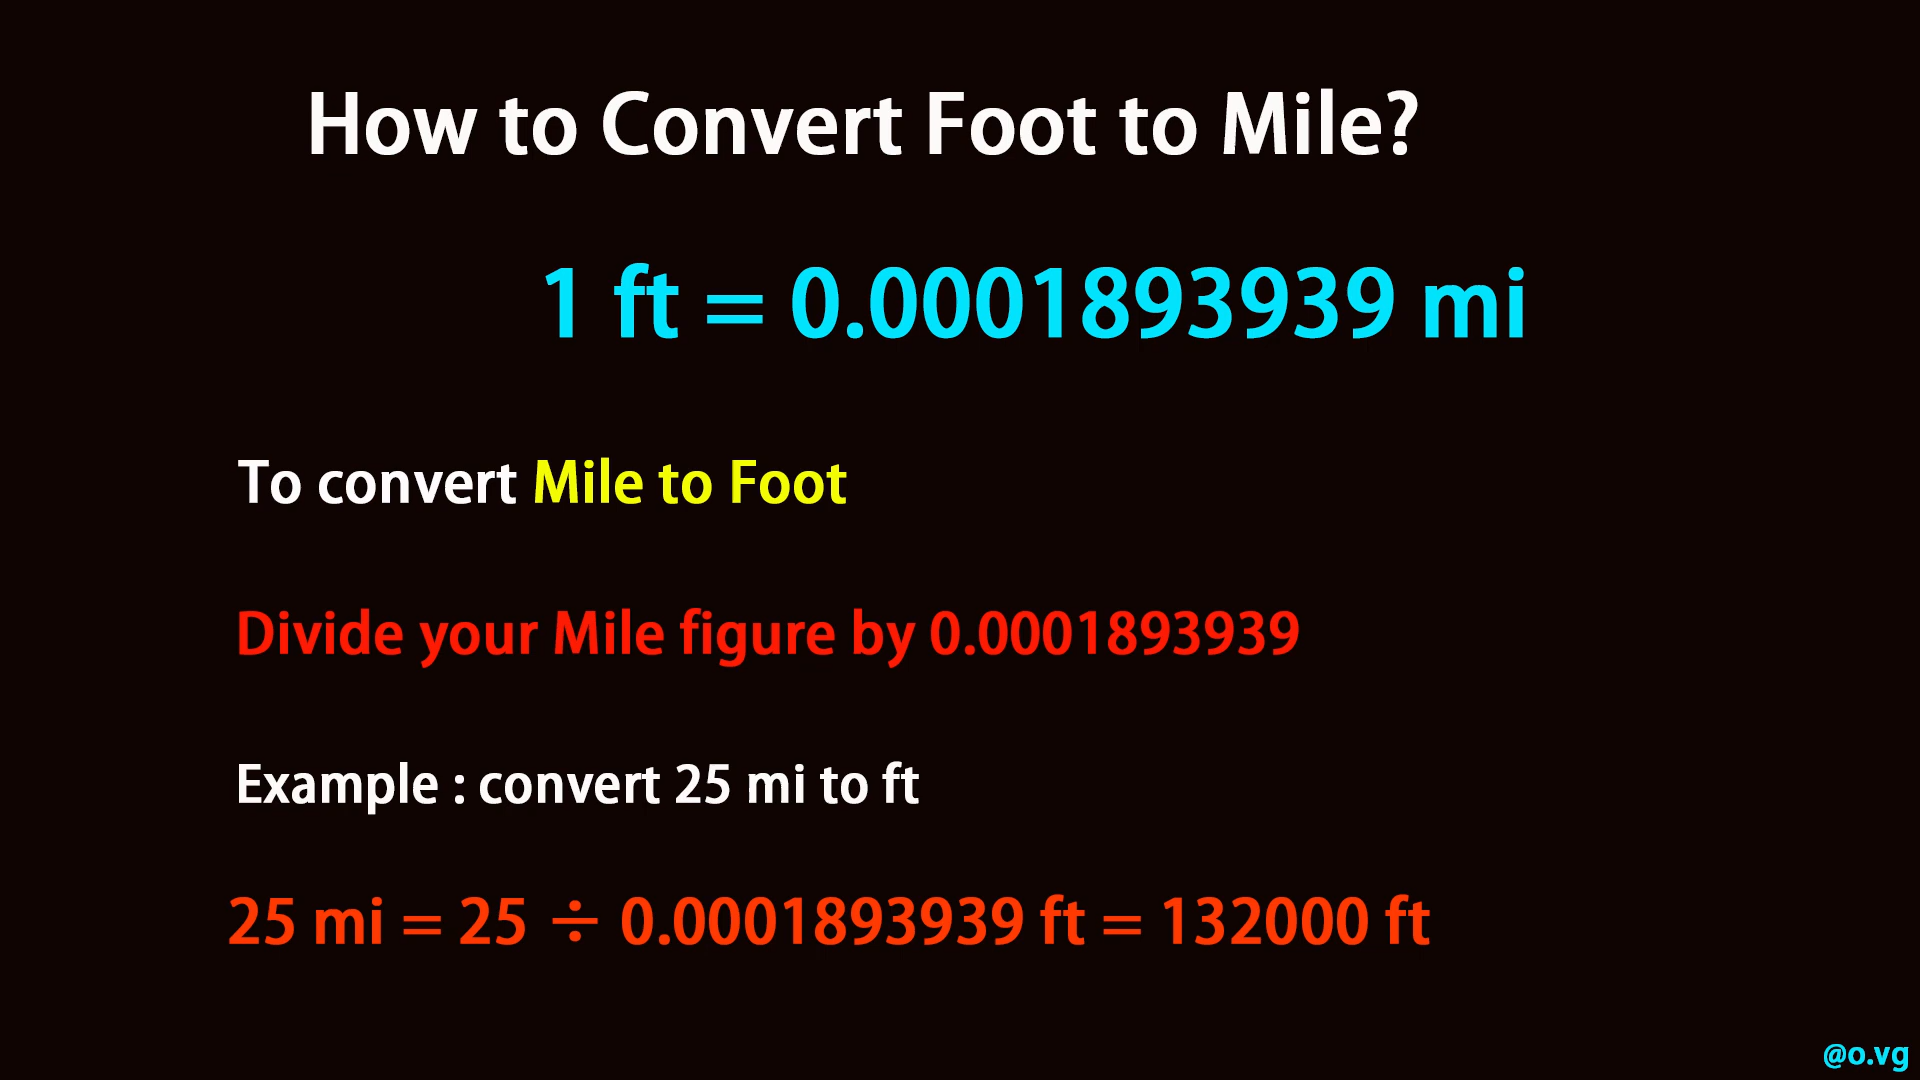 How to Convert Foot to Mile?
1 ft = 0.0001893939 mi
To convert Mile to Foot
Divide your Mile figure by 0.0001893939
Example : convert 25 mi to ft
25 mi = 25 ÷ 0.0001893939 ft = 132000 ft
@o.vg